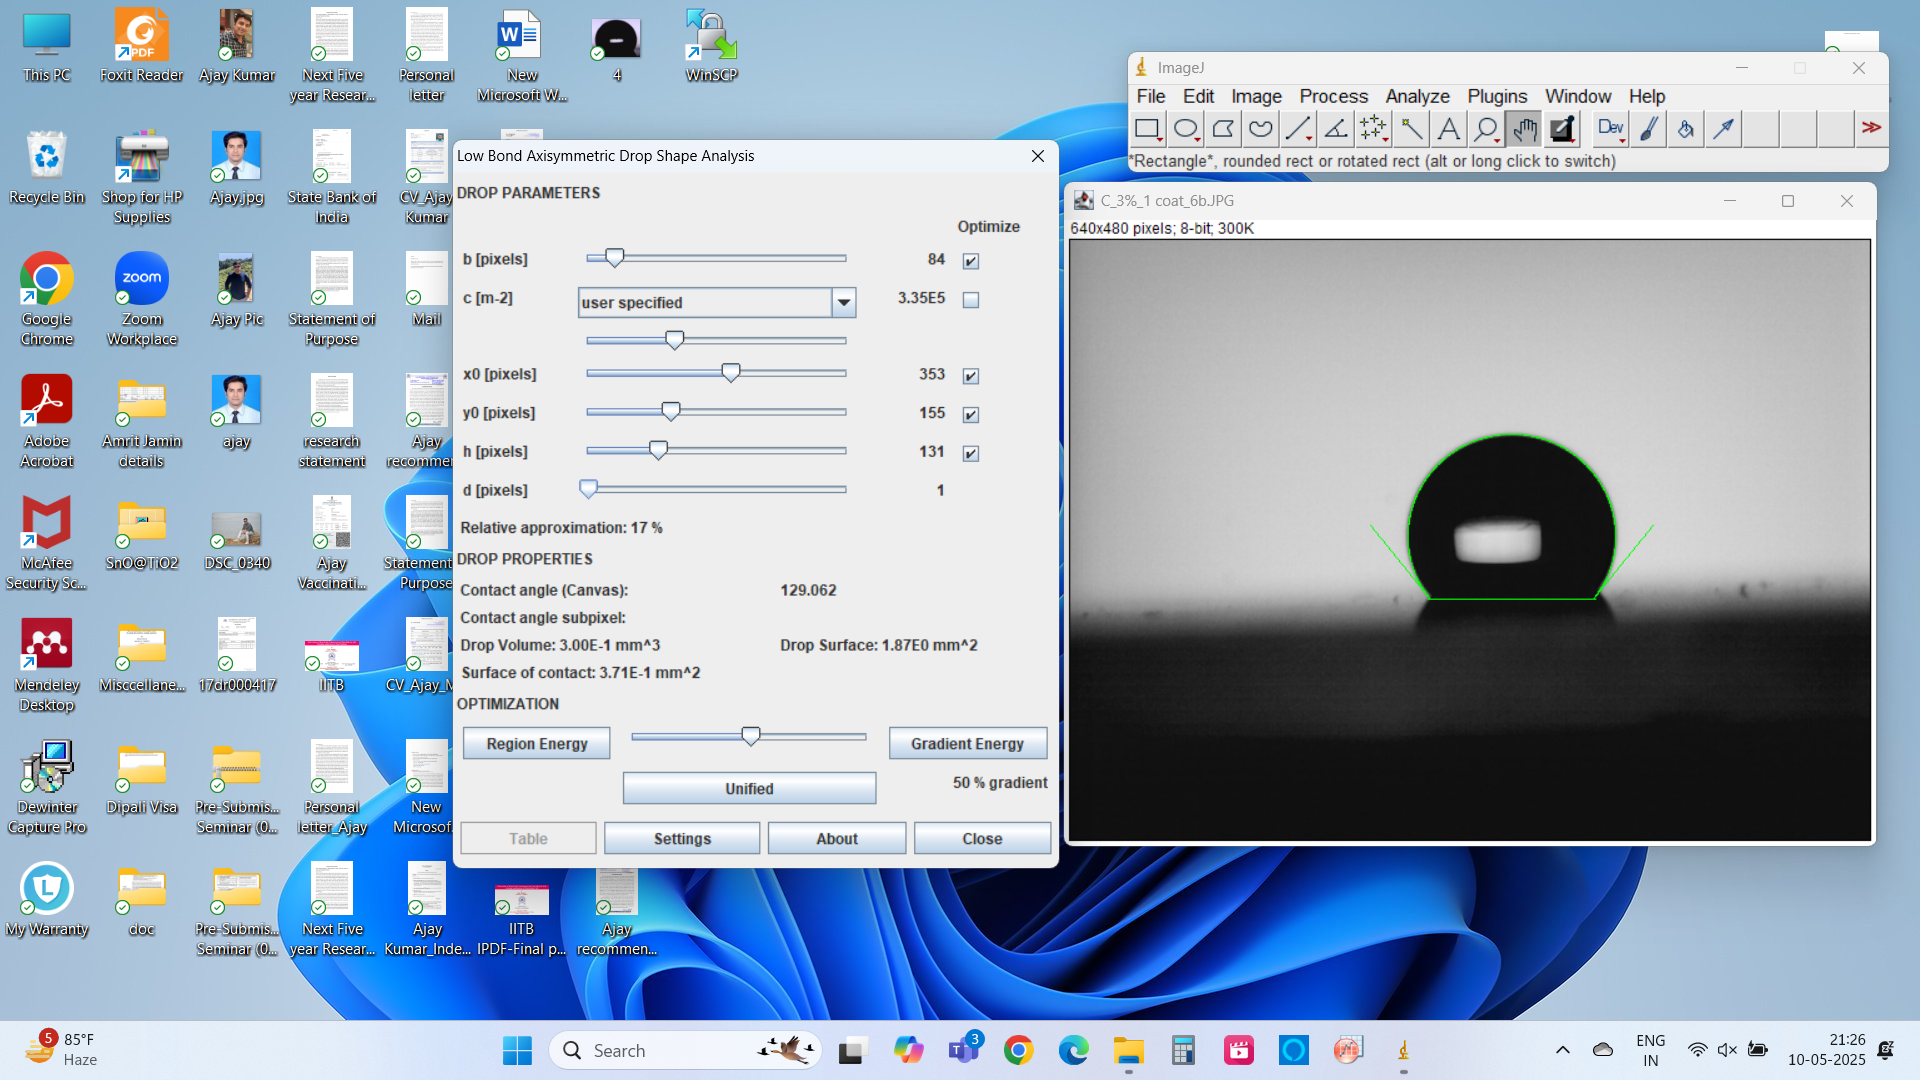 This PC
Foxit Reader
Ajay Kumar
Next Five
year Resear...
Personal
letter
New
Microsoft W...
4
WinSCP
Recycle Bin
Shop for HP
Supplies
Ajay.jpg
State Bank of
India
CV_Ajay
Kumar
Google
Chrome
zoom
Zoom
Workplace
Ajay Pic
Statement of
Purpose
Mail
Adobe
Acrobat
Amrit Jamin
details
ajay
research
statement
Ajay
recommen
McAfee
Security Sc...
SnO@TiO2
DSC_0340
Ajay
Vaccinati...
Statement
Purpose
Mendeley
Desktop
Misccellane...
17dr000417
IITB
CV_Ajay_M
Dewinter
Capture Pro
Dipali Visa
Pre-Submis...
Seminar (0...
Personal
letter_Ajay
New
Microsof
My Warranty
doc
Pre-Submis...
Seminar (0...
Next Five
year Resear...
Ajay
Kumar_Inde...
IITB
IPDF-Final p...
Ajay
recommen...
Low Bond Axisymmetric Drop Shape Analysis
DROP PARAMETERS
Optimize
b [pixels] 84
c [m-2] user specified 3.35E5
x0 [pixels] 353
y0 [pixels] 155
h [pixels] 131
d [pixels] 1
Relative approximation: 17 %
DROP PROPERTIES
Contact angle (Canvas): 129.062
Contact angle subpixel:
Drop Volume: 3.00E-1 mm^3 Drop Surface: 1.87E0 mm^2
Surface of contact: 3.71E-1 mm^2
OPTIMIZATION
Region Energy Gradient Energy
Unified 50 % gradient
Table Settings About Close
ImageJ
File Edit Image Process Analyze Plugins Window Help
A Dev >>
*Rectangle*, rounded rect or rotated rect (alt or long click to switch)
C_3%_1 coat_6b.JPG
640x480 pixels; 8-bit; 300K
5
85°F
Haze
Search
3
ENG
IN
21:26
10-05-2025